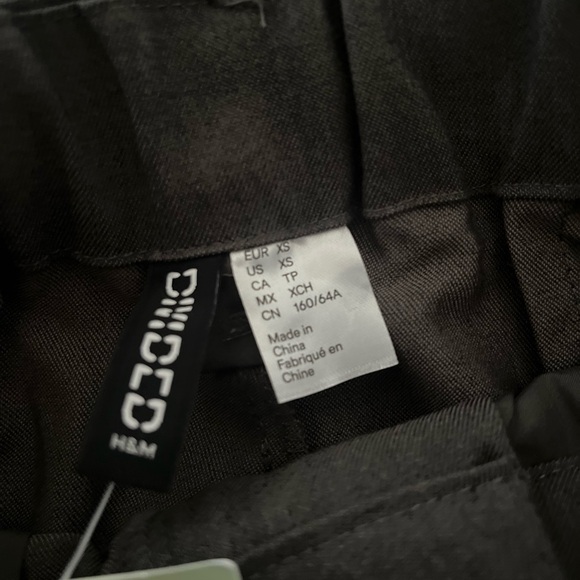 DIVIDED
H&M
EUR XS
US XS
CA TP
MX XCH
CN 160/64A
Made in
China
Fabriqué en
Chine